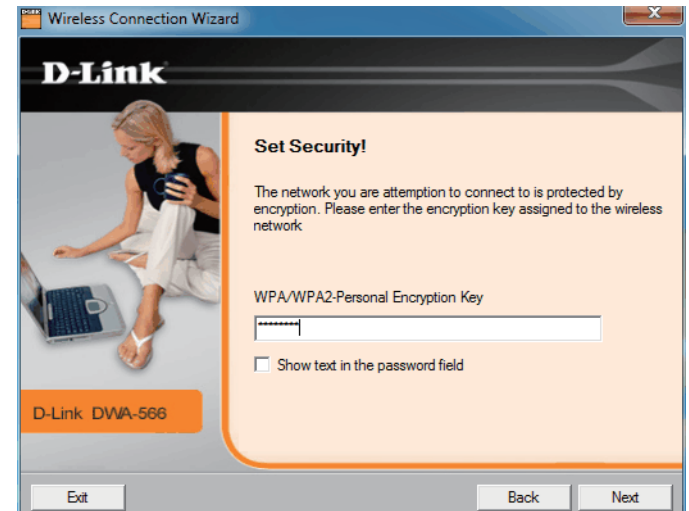 Wireless Connection Wizard
D-Link
Set Security!
The network you are attemption to connect to is protected by
encryption. Please enter the encryption key assigned to the wireless
network
WPA/WPA2-Personal Encryption Key
********
Show text in the password field
D-Link DWA-566
Exit
Back
Next